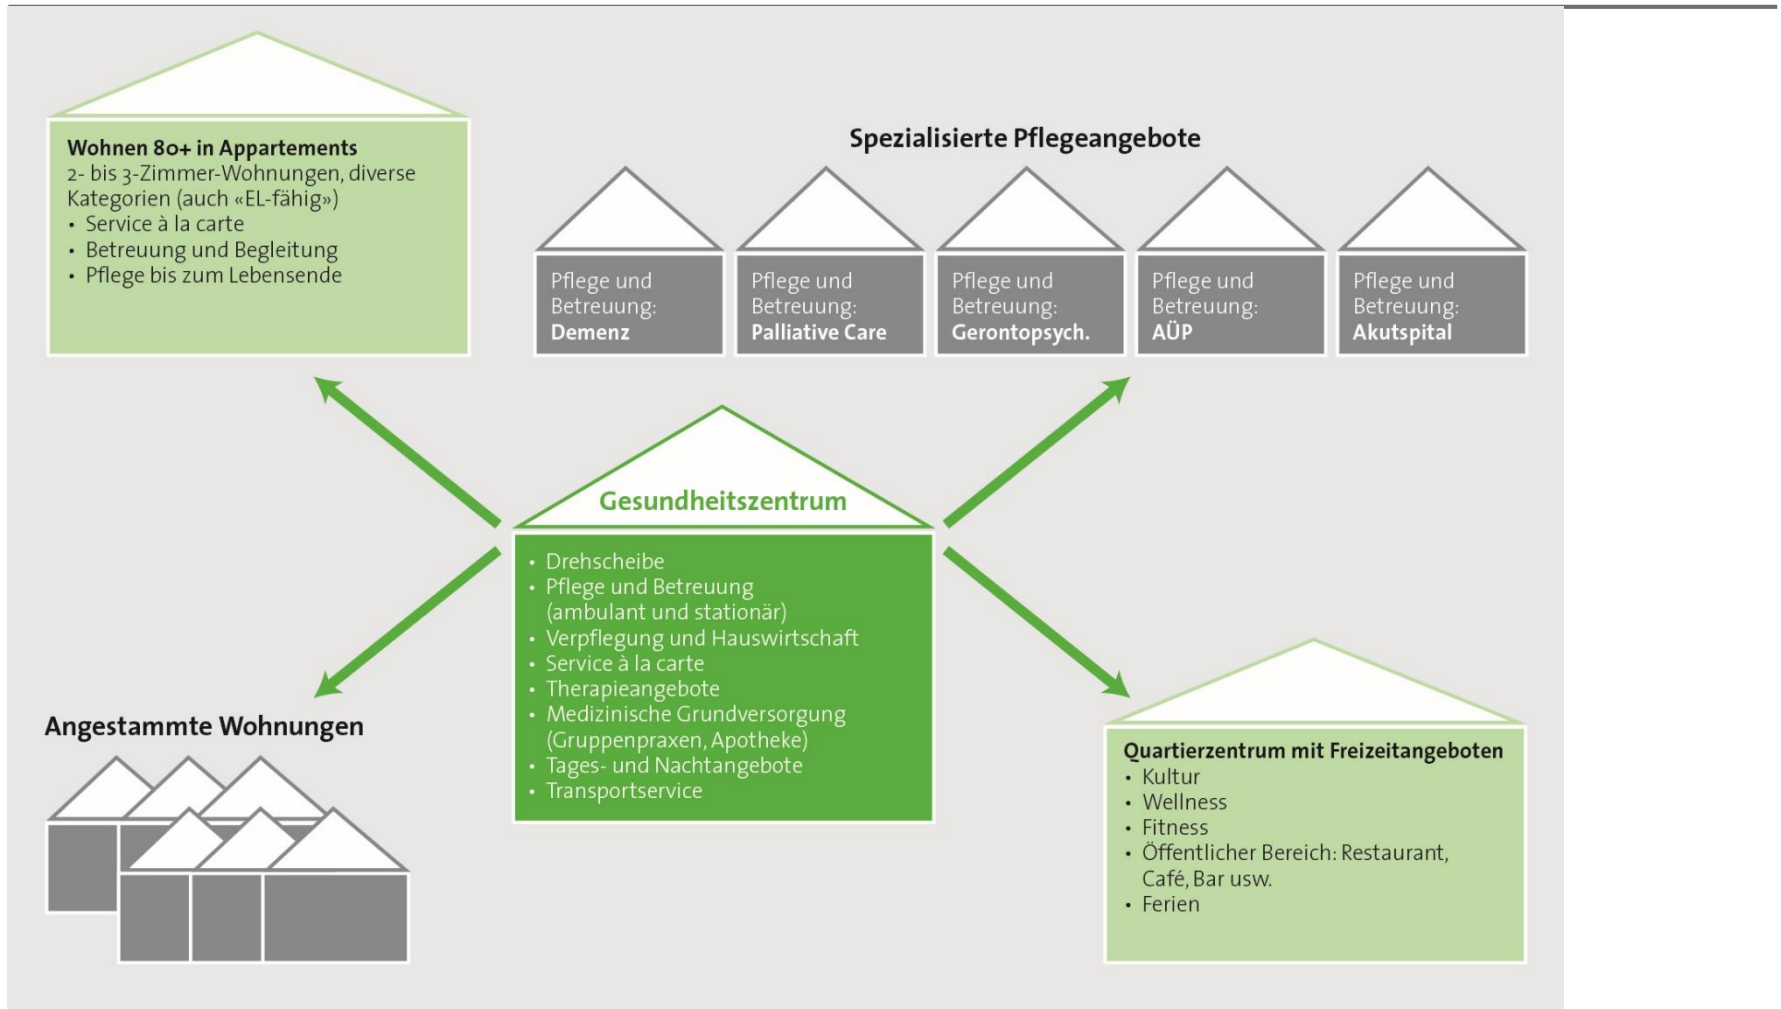 Wohnen 80+ in Appartements
2- bis 3-Zimmer-Wohnungen, diverse
Kategorien (auch «EL-fähig»)
• Service à la carte
• Betreuung und Begleitung
• Pflege bis zum Lebensende
Spezialisierte Pflegeangebote
Pflege und
Betreuung:
Demenz
Pflege und
Betreuung:
Palliative Care
Pflege und
Betreuung:
Gerontopsych.
Pflege und
Betreuung:
AÜP
Pflege und
Betreuung:
Akutspital
Gesundheitszentrum
• Drehscheibe
• Pflege und Betreuung
(ambulant und stationär)
• Verpflegung und Hauswirtschaft
• Service à la carte
• Therapieangebote
• Medizinische Grundversorgung
(Gruppenpraxen, Apotheke)
• Tages- und Nachtangebote
• Transportservice
Angestammte Wohnungen
Quartierzentrum mit Freizeitangeboten
• Kultur
• Wellness
• Fitness
• Öffentlicher Bereich: Restaurant,
Café, Bar usw.
• Ferien